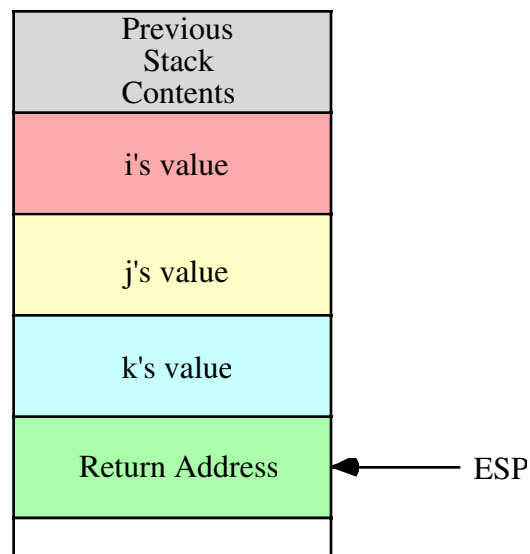 Previous
Stack
Contents
i's value
j's value
k's value
Return Address
ESP